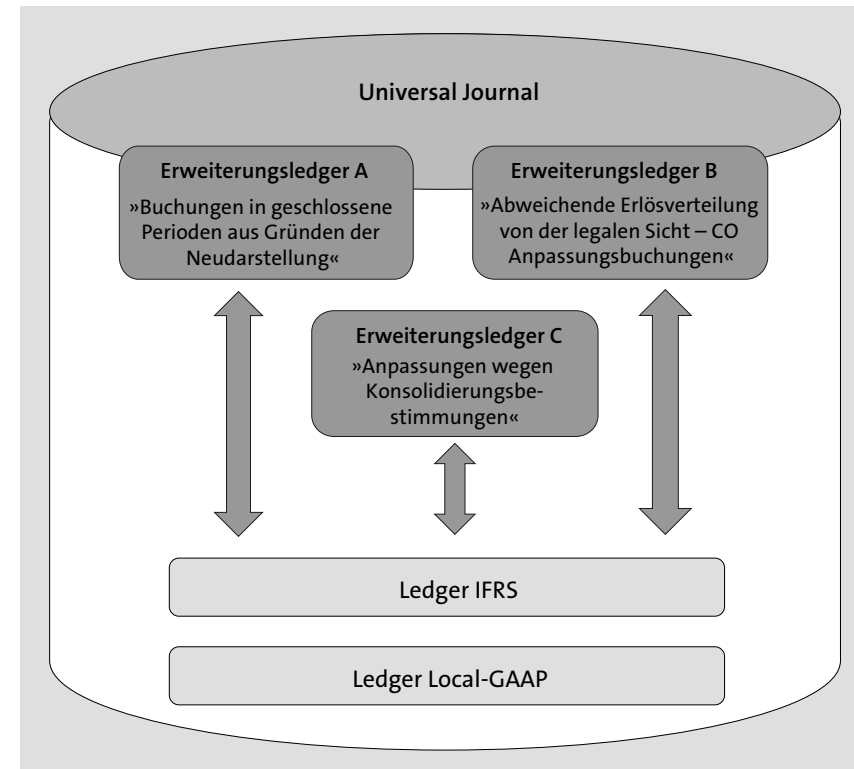 Universal Journal
Erweiterungsledger A
»Buchungen in geschlossene
Perioden aus Gründen der
Neudarstellung«
Erweiterungsledger B
»Abweichende Erlösverteilung
von der legalen Sicht – CO
Anpassungsbuchungen«
Erweiterungsledger C
»Anpassungen wegen
Konsolidierungsbe-
stimmungen«
Ledger IFRS
Ledger Local-GAAP